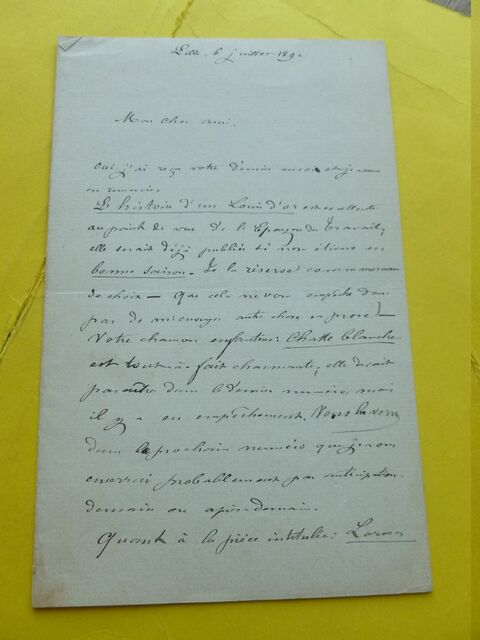 Lille, 6 juillet 189
Mon cher ami,
Oui, j'ai reçu votre dernier envoi et je vous
en remercie.
Le histoire d'un Louis d'or est excellente
au point de vue de l'Epargne du travail;
elle serait déjà publiée si nous étions en
bonne saison. Je la réserve comme morceau
de choix — Que cela ne vous empêche donc
pas de m'envoyer autre chose en prose!
Votre chanson enfantine: Chatte blanche
est tout-à-fait charmante; elle devait
paraître dans le dernier numéro, mais
il y a eu empêchement. Vous la verrez
dans le prochain numéro que je vous
enverrai probablement par anticipation
demain ou après-demain.
Quant à la pièce intitulée: